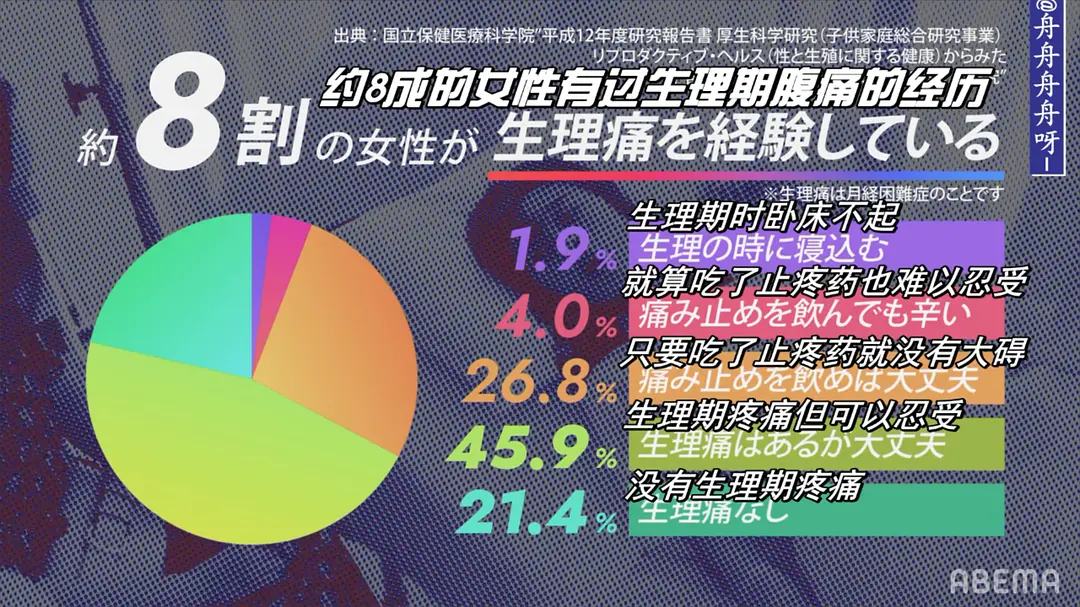 @舟舟舟舟呀ー
出典：国立保健医療科学院"平成12年度研究報告書 厚生科学研究（子供家庭総合研究事業）
リプロダクティブ・ヘルス（性と生殖に関する健康）からみた
约8成的女性有过生理期腹痛的经历
約8割の女性が 生理痛を経験している
※生理痛は月経困難症のことです
生理期时卧床不起
1.9% 生理の時に寝込む
就算吃了止疼药也难以忍受
4.0% 痛み止めを飲んでも辛い
只要吃了止疼药就没有大碍
26.8% 痛み止めを飲めば大丈夫
生理期疼痛但可以忍受
45.9% 生理痛はあるが大丈夫
没有生理期疼痛
21.4% 生理痛なし
ABEMA